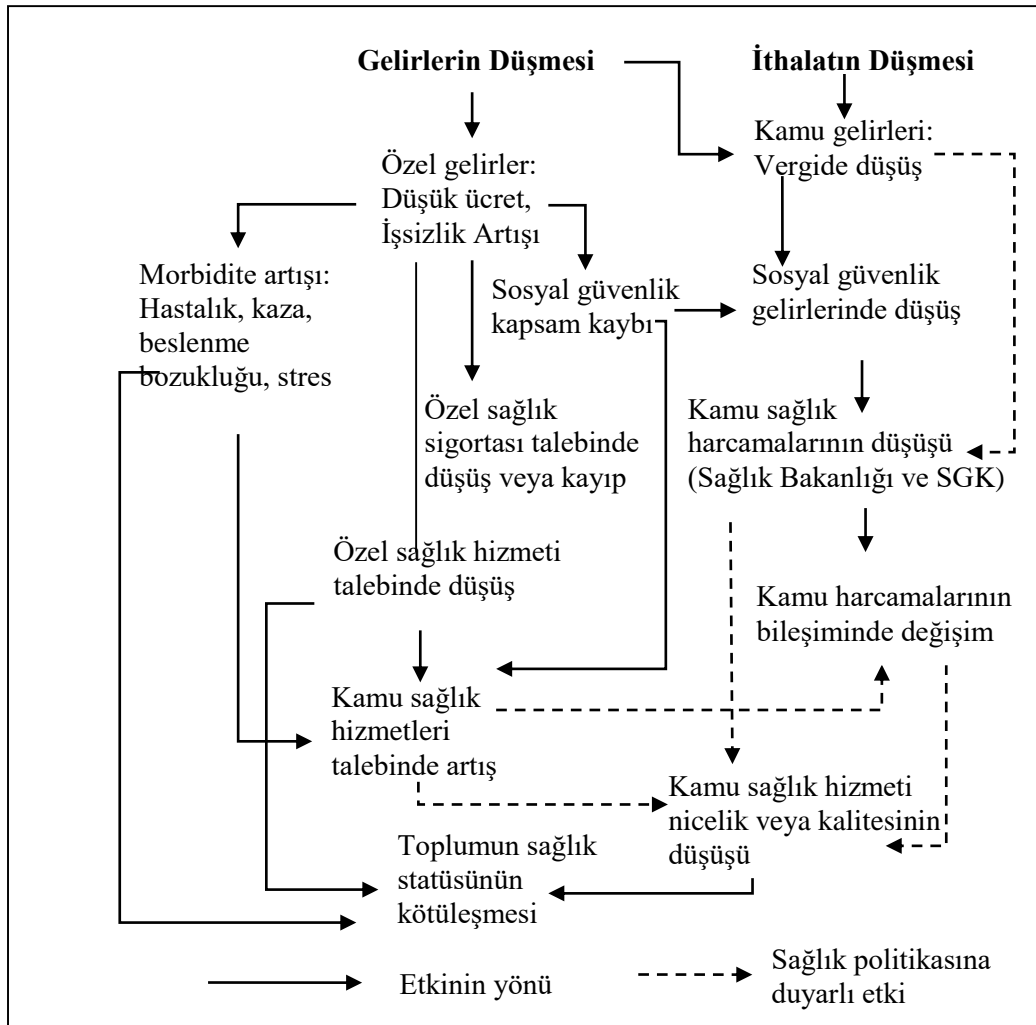 Gelirlerin Düşmesi
İthalatın Düşmesi
Kamu gelirleri:
Vergide düşüş
Özel gelirler:
Düşük ücret,
İşsizlik Artışı
Morbidite artışı:
Hastalık, kaza,
beslenme
bozukluğu, stres
Sosyal güvenlik
kapsam kaybı
Sosyal güvenlik
gelirlerinde düşüş
Özel sağlık
sigortası talebinde
düşüş veya kayıp
Kamu sağlık
harcamalarının düşüşü
(Sağlık Bakanlığı ve SGK)
Özel sağlık hizmeti
talebinde düşüş
Kamu harcamalarının
bileşiminde değişim
Kamu sağlık
hizmetleri
talebinde artış
Kamu sağlık hizmeti
nicelik veya kalitesinin
düşüşü
Toplumun sağlık
statüsünün
kötüleşmesi
Etkinin yönü
Sağlık politikasına
duyarlı etki